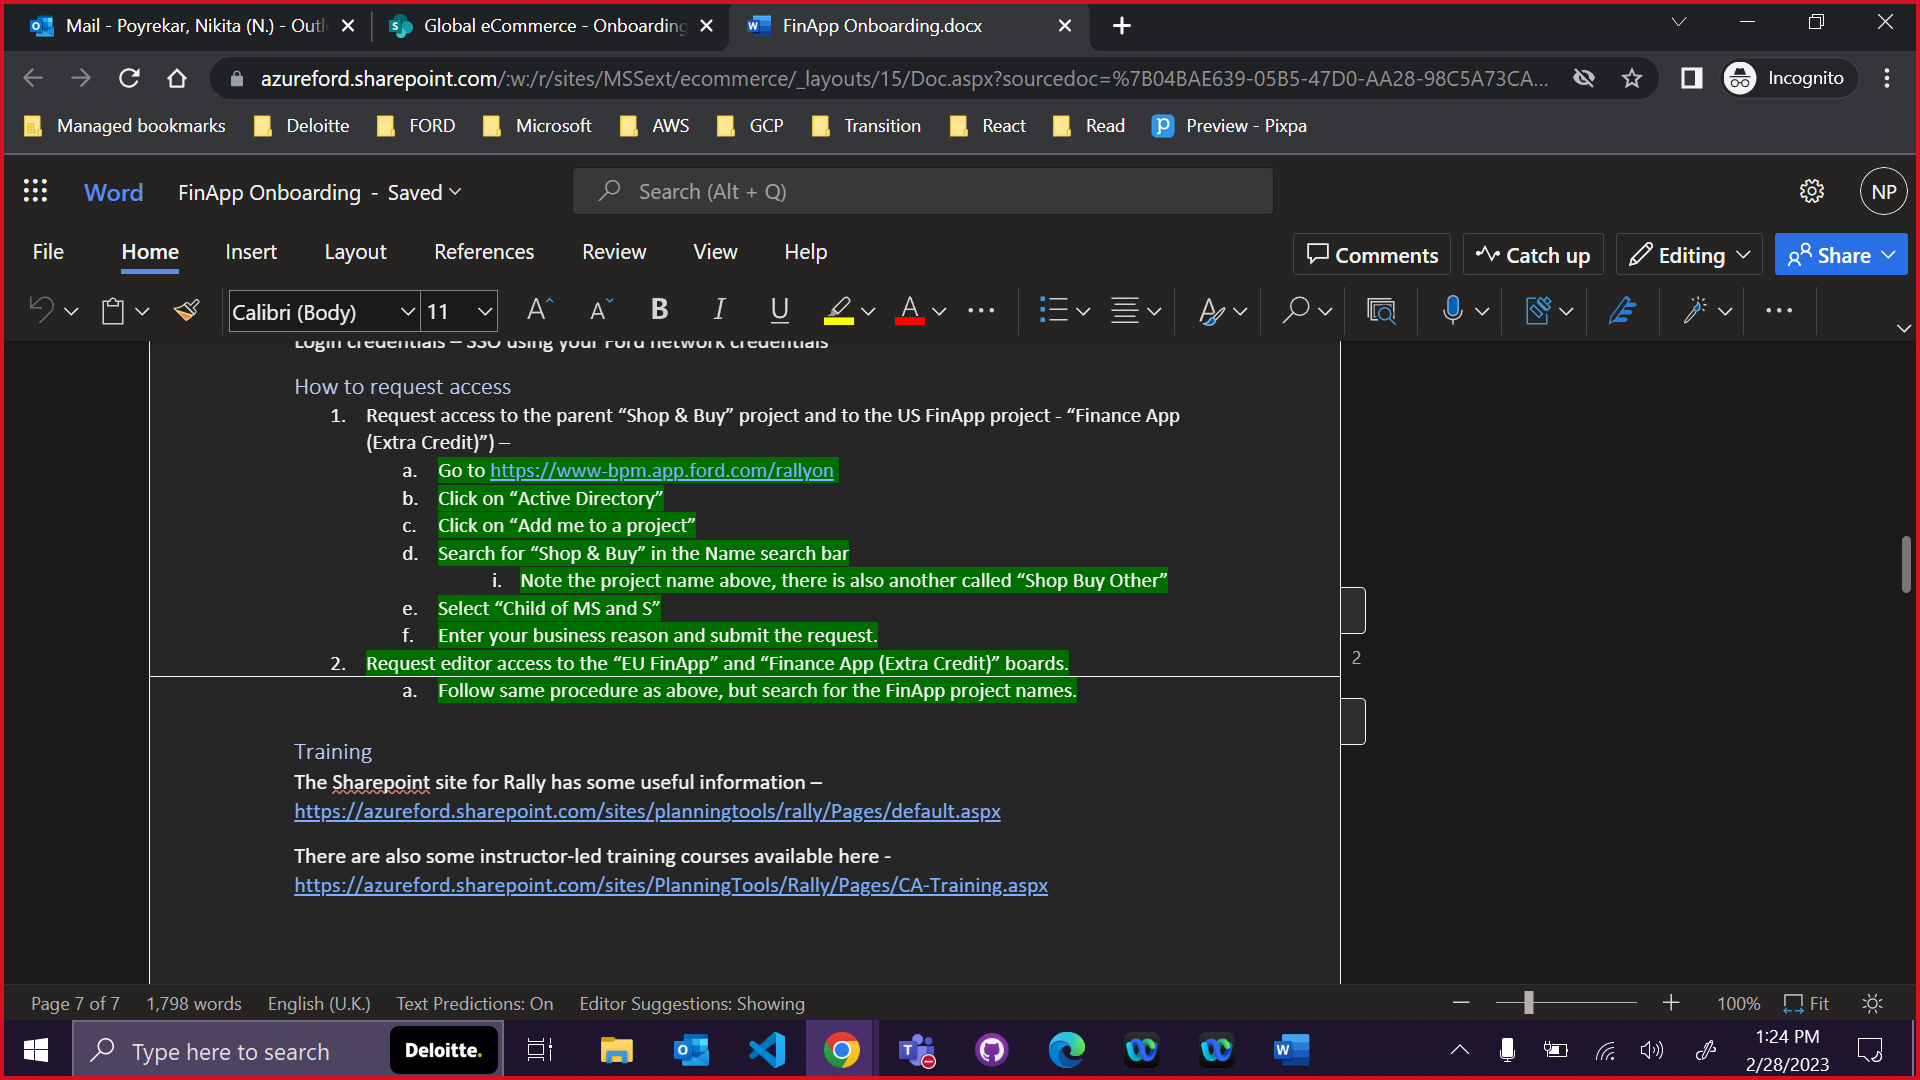 Mail - Poyrekar, Nikita (N.) - Outl
Global eCommerce - Onboarding
FinApp Onboarding.docx
azureford.sharepoint.com/:w:/r/sites/MSSext/ecommerce/_layouts/15/Doc.aspx?sourcedoc=%7B04BAE639-05B5-47D0-AA28-98C5A73CA...
Incognito
Managed bookmarks
Deloitte
FORD
Microsoft
AWS
GCP
Transition
React
Read
Preview - Pixpa
Word
FinApp Onboarding - Saved
Search (Alt + Q)
NP
File
Home
Insert
Layout
References
Review
View
Help
Comments
Catch up
Editing
Share
Calibri (Body)
11
Login credentials – SSO using your Ford network credentials
How to request access
1. Request access to the parent “Shop & Buy” project and to the US FinApp project - “Finance App
(Extra Credit)”) –
a. Go to https://www-bpm.app.ford.com/rallyon
b. Click on “Active Directory”
c. Click on “Add me to a project”
d. Search for “Shop & Buy” in the Name search bar
i. Note the project name above, there is also another called “Shop Buy Other”
e. Select “Child of MS and S”
f. Enter your business reason and submit the request.
2. Request editor access to the “EU FinApp” and “Finance App (Extra Credit)” boards.
2
a. Follow same procedure as above, but search for the FinApp project names.
Training
The Sharepoint site for Rally has some useful information –
https://azureford.sharepoint.com/sites/planningtools/rally/Pages/default.aspx
There are also some instructor-led training courses available here -
https://azureford.sharepoint.com/sites/PlanningTools/Rally/Pages/CA-Training.aspx
Page 7 of 7
1,798 words
English (U.K.)
Text Predictions: On
Editor Suggestions: Showing
100%
Fit
Type here to search
Deloitte.
1:24 PM
2/28/2023